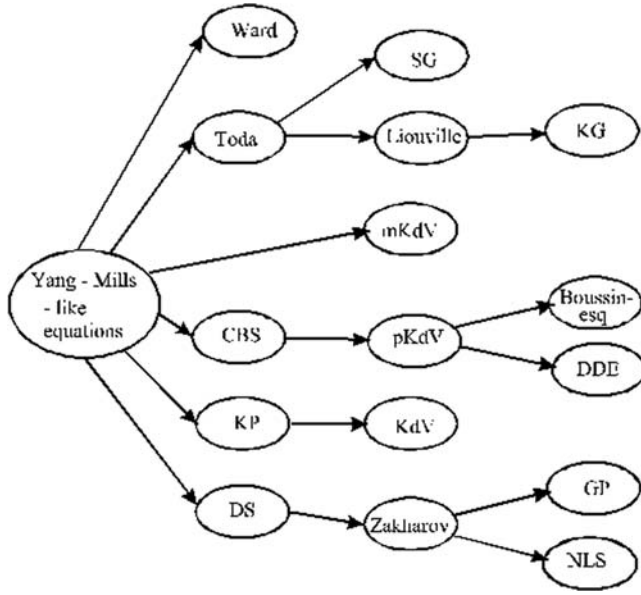 Ward
SG
Toda
Liouville
KG
mKdV
Yang - Mills
- like
equations
Boussin-
esq
CBS
pKdV
DDE
KP
KdV
GP
DS
Zakharov
NLS